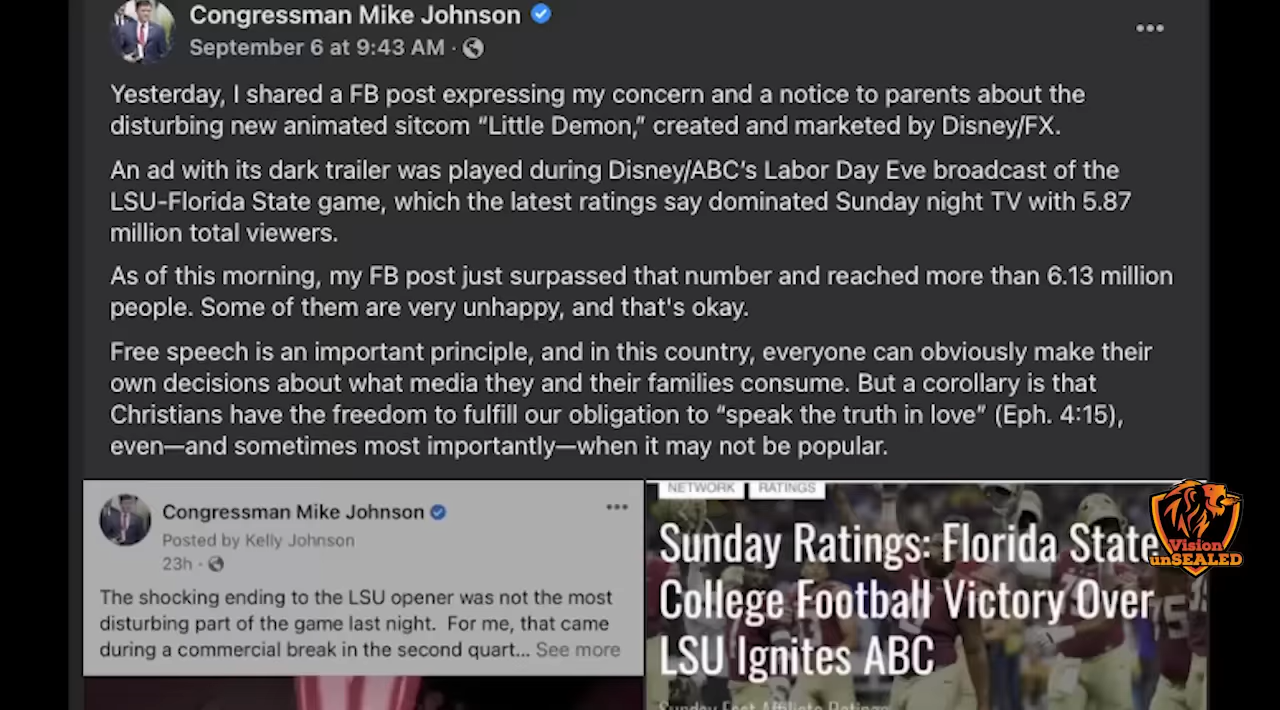 Congressman Mike Johnson
September 6 at 9:43 AM ·
Yesterday, I shared a FB post expressing my concern and a notice to parents about the
disturbing new animated sitcom “Little Demon,” created and marketed by Disney/FX.
An ad with its dark trailer was played during Disney/ABC’s Labor Day Eve broadcast of the
LSU-Florida State game, which the latest ratings say dominated Sunday night TV with 5.87
million total viewers.
As of this morning, my FB post just surpassed that number and reached more than 6.13 million
people. Some of them are very unhappy, and that's okay.
Free speech is an important principle, and in this country, everyone can obviously make their
own decisions about what media they and their families consume. But a corollary is that
Christians have the freedom to fulfill our obligation to “speak the truth in love” (Eph. 4:15),
even—and sometimes most importantly—when it may not be popular.
Congressman Mike Johnson
Posted by Kelly Johnson
23h ·
The shocking ending to the LSU opener was not the most
disturbing part of the game last night. For me, that came
during a commercial break in the second quart... See more
NETWORK RATINGS
Sunday Ratings: Florida State
College Football Victory Over
LSU Ignites ABC
Sunday Fast Affiliate Ratings
Vision
unSEALED